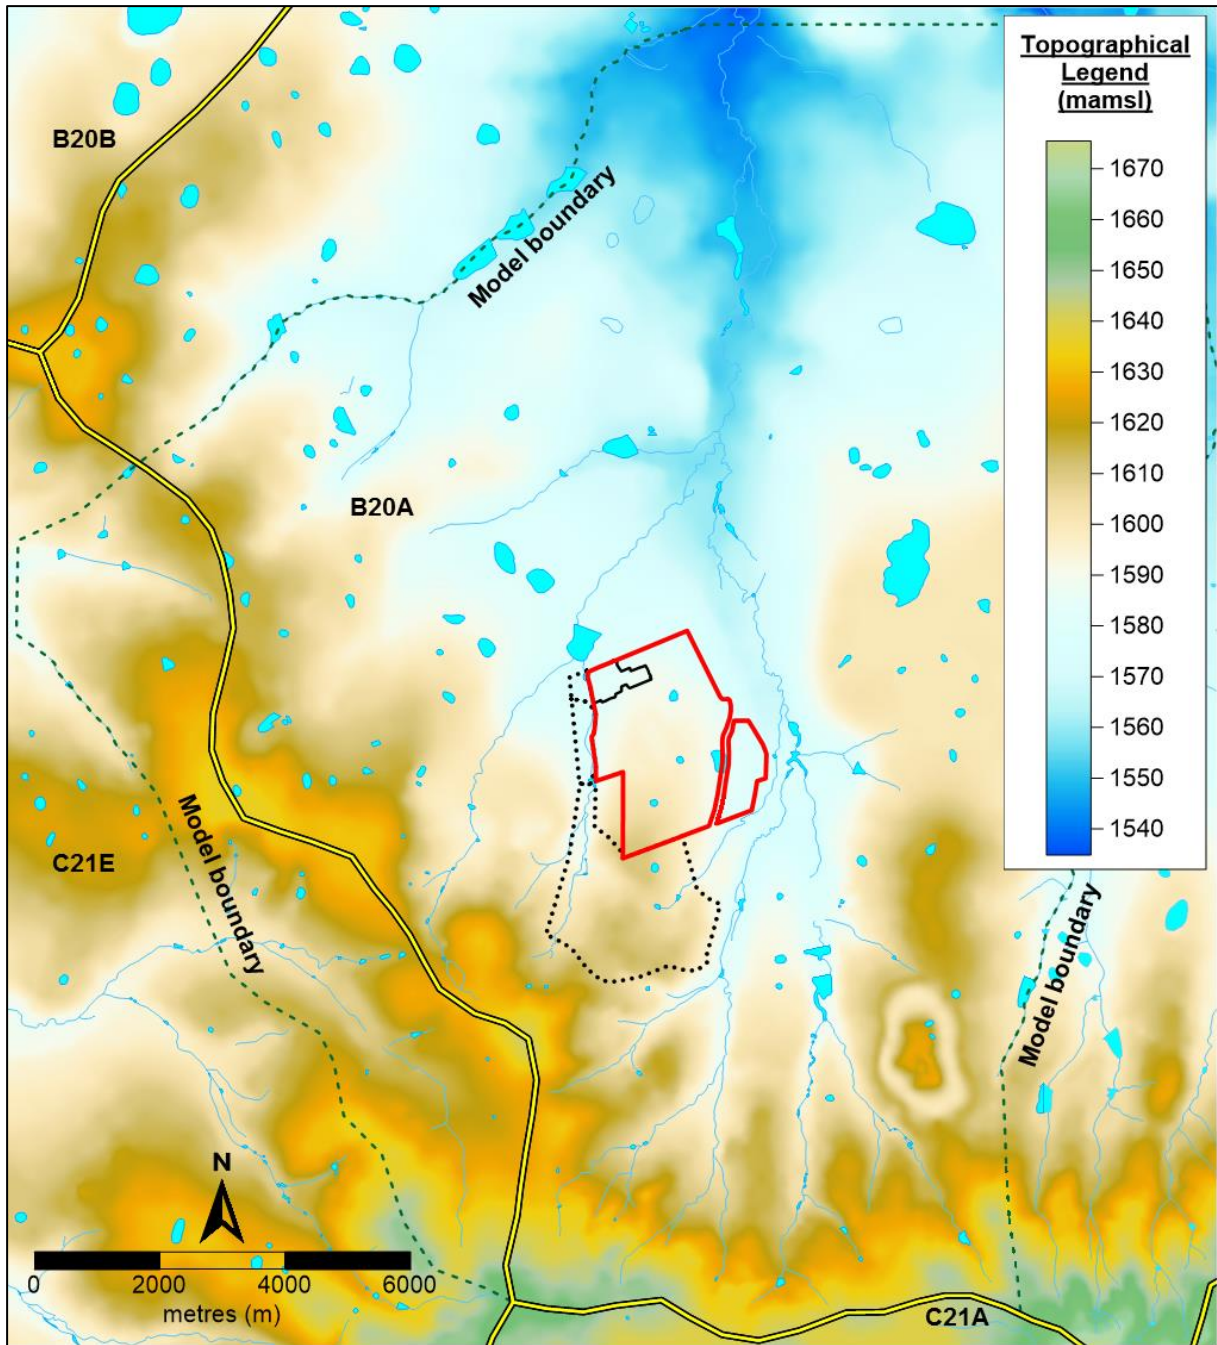 Topographical
Legend
(mamsl)
1670
1660
1650
1640
1630
1620
1610
1600
1590
1580
1570
1560
1550
1540
B20B
Model boundary
B20A
Model boundary
C21E
Model boundary
N
0 2000 4000 6000
metres (m)
C21A